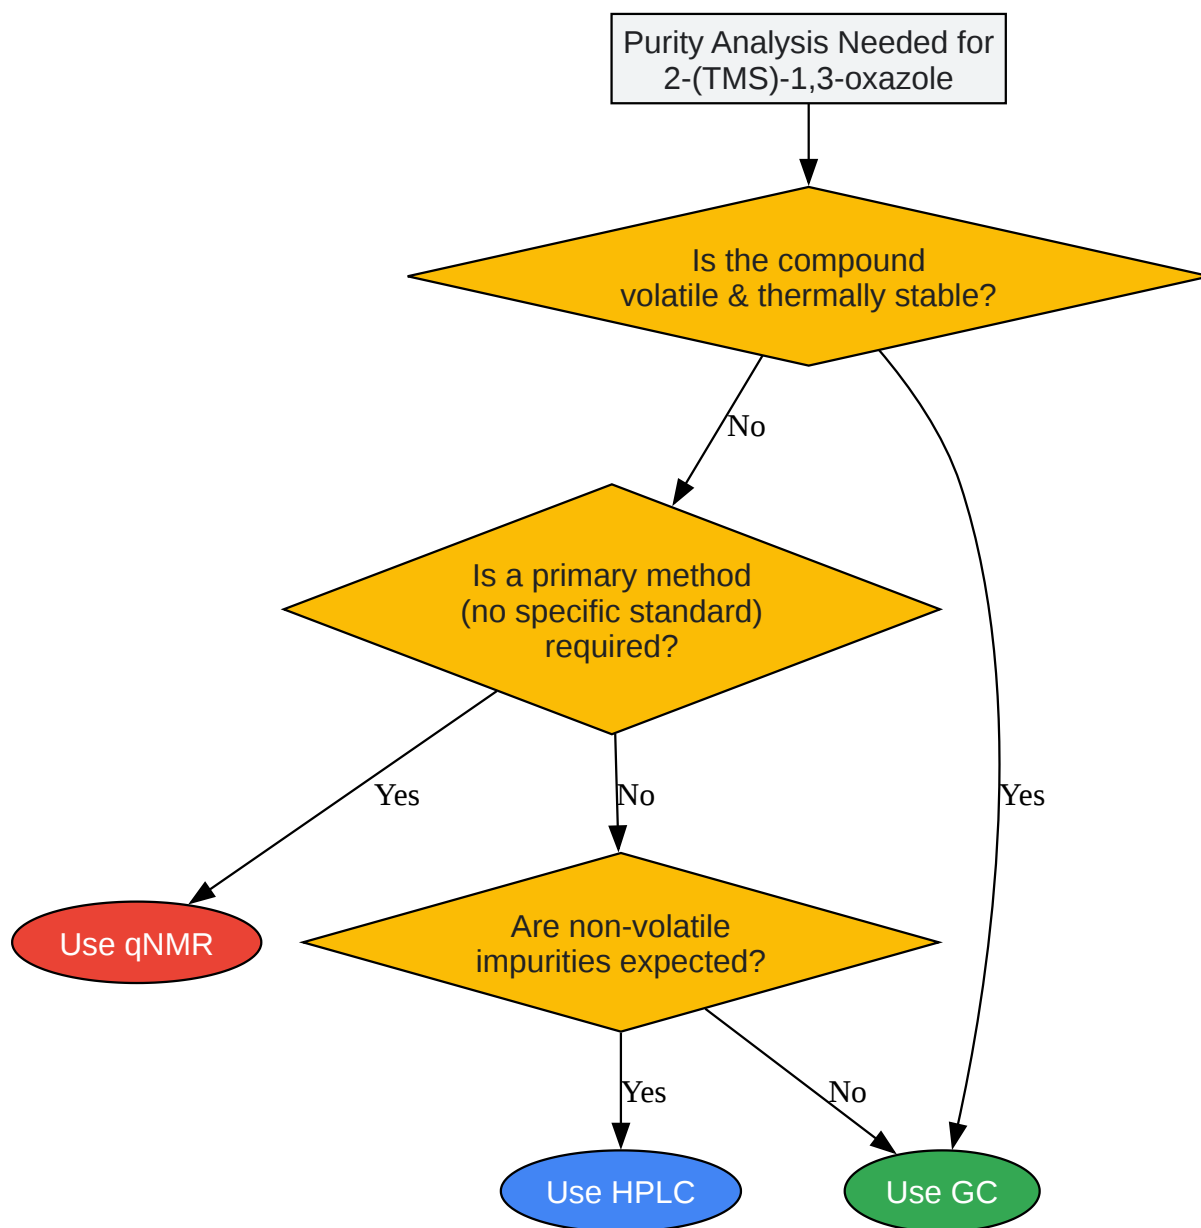 Purity Analysis Needed for
2-(TMS)-1,3-oxazole
Is the compound
volatile & thermally stable?
No
Is a primary method
(no specific standard)
required?
Yes
No
Yes
Use qNMR
Are non-volatile
impurities expected?
Yes
No
Use HPLC
Use GC